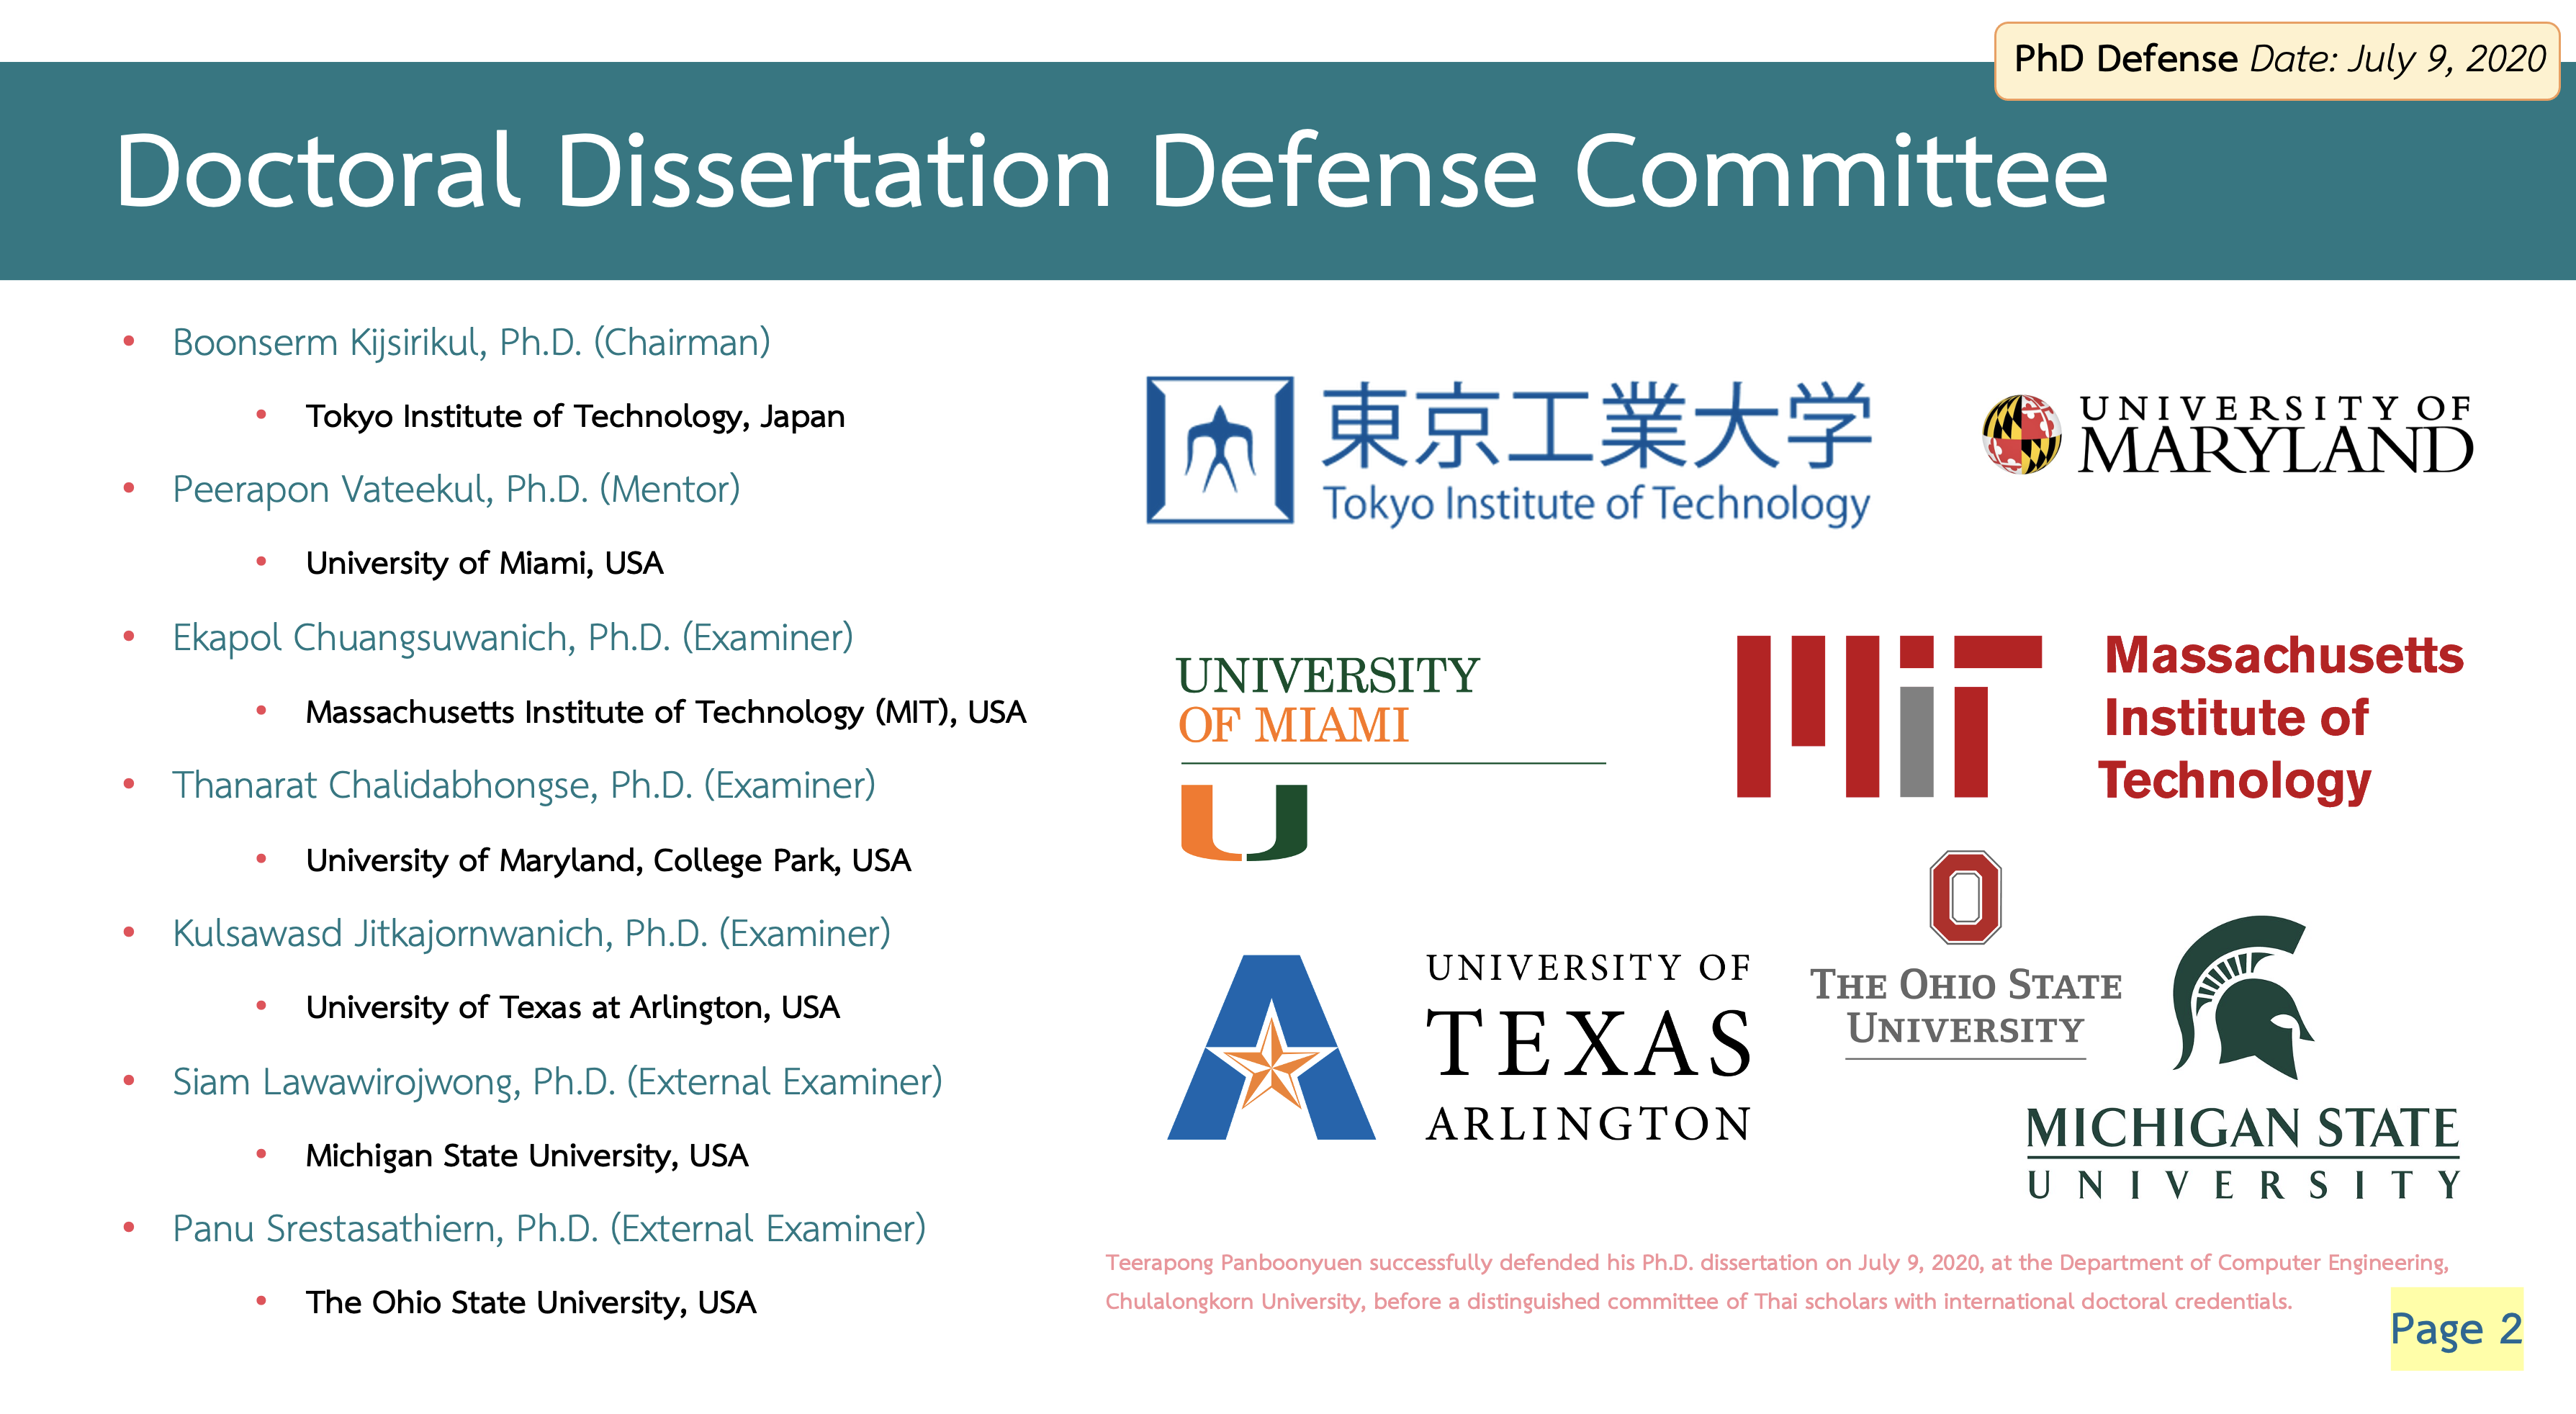 PhD Defense Date: July 9, 2020
Doctoral Dissertation Defense Committee
• Boonserm Kijsirikul, Ph.D. (Chairman)
• Tokyo Institute of Technology, Japan
• Peerapon Vateekul, Ph.D. (Mentor)
• University of Miami, USA
• Ekapol Chuangsuwanich, Ph.D. (Examiner)
• Massachusetts Institute of Technology (MIT), USA
• Thanarat Chalidabhongse, Ph.D. (Examiner)
• University of Maryland, College Park, USA
• Kulsawasd Jitkajornwanich, Ph.D. (Examiner)
• University of Texas at Arlington, USA
• Siam Lawawirojwong, Ph.D. (External Examiner)
• Michigan State University, USA
• Panu Srestasathiern, Ph.D. (External Examiner)
• The Ohio State University, USA
東京工業大学
Tokyo Institute of Technology
UNIVERSITY OF
MARYLAND
UNIVERSITY
OF MIAMI
U
MIT
Massachusetts
Institute of
Technology
UNIVERSITY OF
TEXAS
ARLINGTON
A
O
THE OHIO STATE
UNIVERSITY
MICHIGAN STATE
UNIVERSITY
Teerapong Panboonyuen successfully defended his Ph.D. dissertation on July 9, 2020, at the Department of Computer Engineering,
Chulalongkorn University, before a distinguished committee of Thai scholars with international doctoral credentials.
Page 2